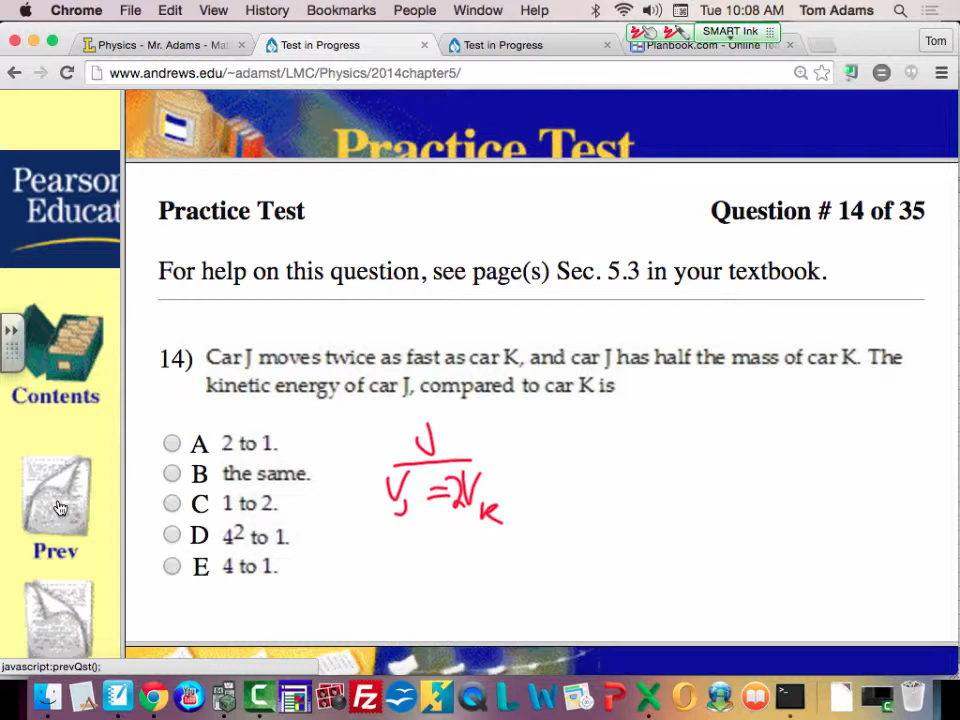 Chrome File Edit View History Bookmarks People Window Help Tue 10:08 AM Tom Adams
SMART Ink
Physics - Mr. Adams - Ma
Test in Progress
Test in Progress
Planbook.com - Online Te
Tom
www.andrews.edu/~adamst/LMC/Physics/2014chapter5/
Practice Test
Pearson
Educat
Practice Test Question # 14 of 35
For help on this question, see page(s) Sec. 5.3 in your textbook.
14) Car J moves twice as fast as car K, and car J has half the mass of car K. The
kinetic energy of car J, compared to car K is
A 2 to 1.
B the same.
C 1 to 2.
D 4² to 1.
E 4 to 1.
J
VJ = 2VK
Contents
Prev
javascript:prevQst();